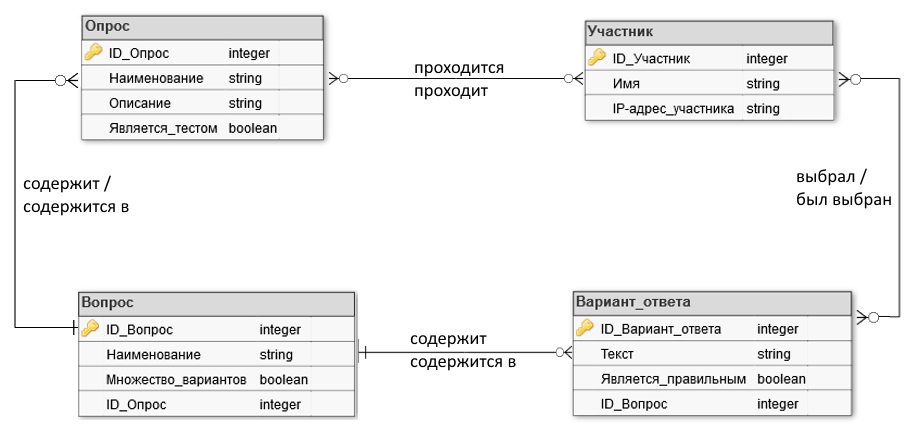 Опрос
ID_Опрос integer
Наименование string
Описание string
Является_тестом boolean
проходится
проходит
Участник
ID_Участник integer
Имя string
IP-адрес_участника string
содержит /
содержится в
выбрал /
был выбран
Вопрос
ID_Вопрос integer
Наименование string
Множество_вариантов boolean
ID_Опрос integer
содержит
содержится в
Вариант_ответа
ID_Вариант_ответа integer
Текст string
Является_правильным boolean
ID_Вопрос integer